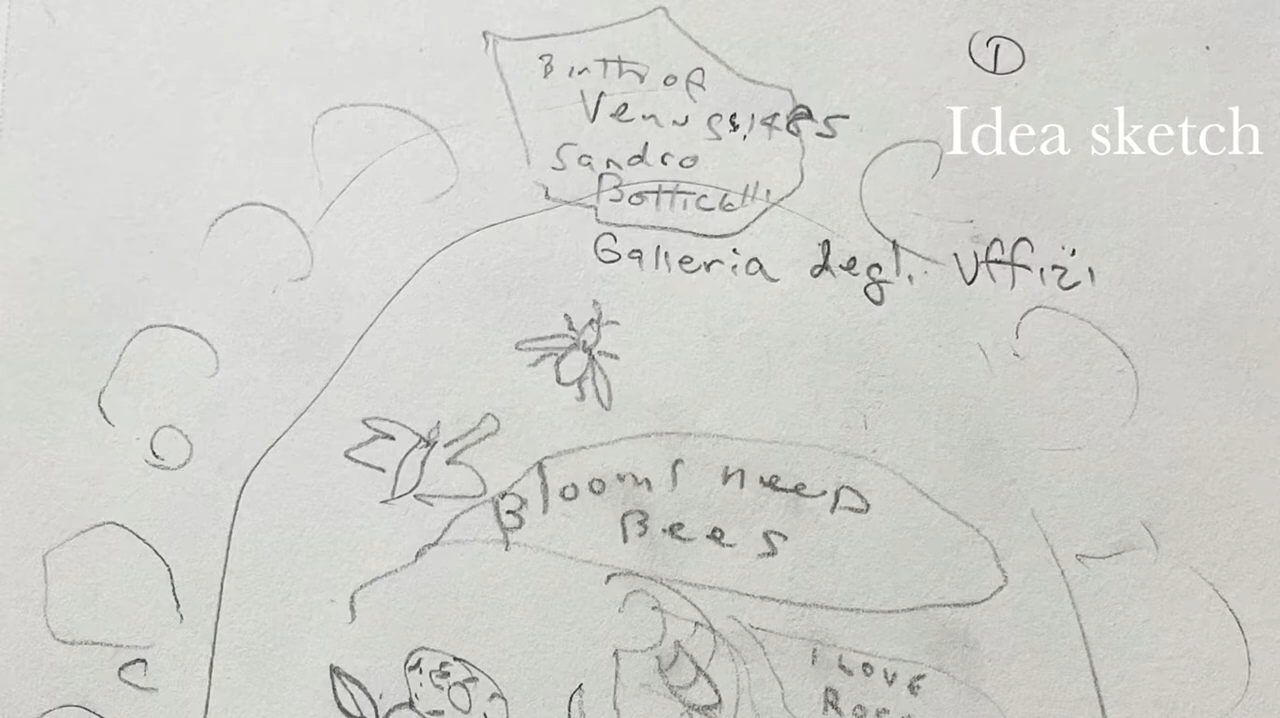 ①
Idea sketch
Birth of
Venus, 1485
Sandro
Botticelli
Galleria degli Uffizi
Blooms need
Bees
I LOVE